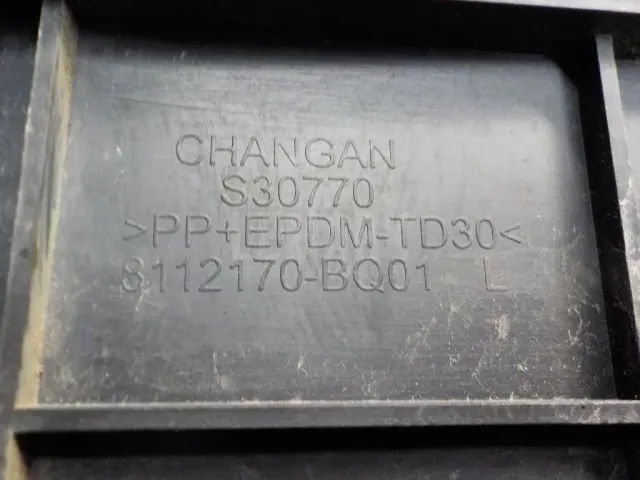 CHANGAN
S30770
>PP+EPDM-TD30<
8112170-BQ01 L